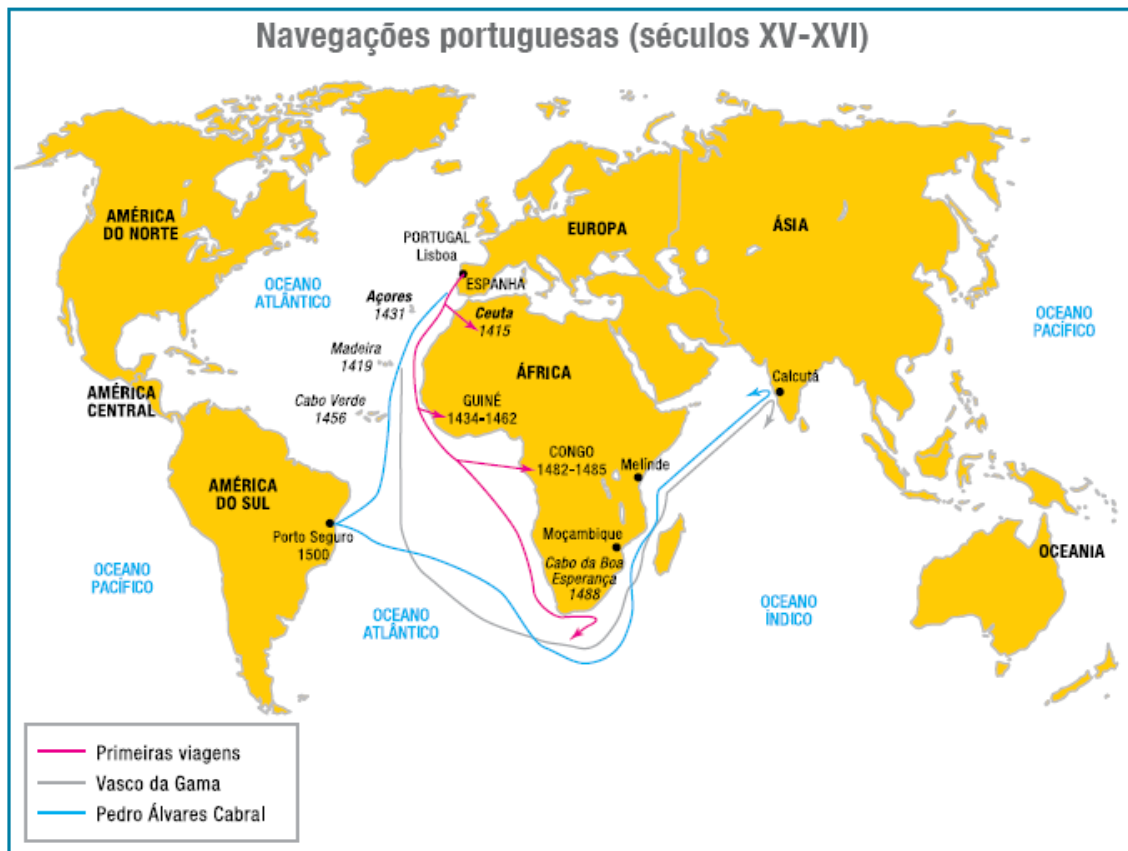 Navegações portuguesas (séculos XV-XVI)
AMÉRICA
DO NORTE
EUROPA
ÁSIA
PORTUGAL
Lisboa
ESPANHA
OCEANO
ATLÂNTICO
Açores
1431
Ceuta
1415
OCEANO
PACÍFICO
Madeira
1419
ÁFRICA
Calcutá
AMÉRICA
CENTRAL
Cabo Verde
1456
GUINÉ
1434-1462
CONGO
1482-1485
Melinde
AMÉRICA
DO SUL
Porto Seguro
1500
Moçambique
Cabo da Boa
Esperança
1488
OCEANIA
OCEANO
PACÍFICO
OCEANO
ATLÂNTICO
OCEANO
ÍNDICO
Primeiras viagens
Vasco da Gama
Pedro Álvares Cabral